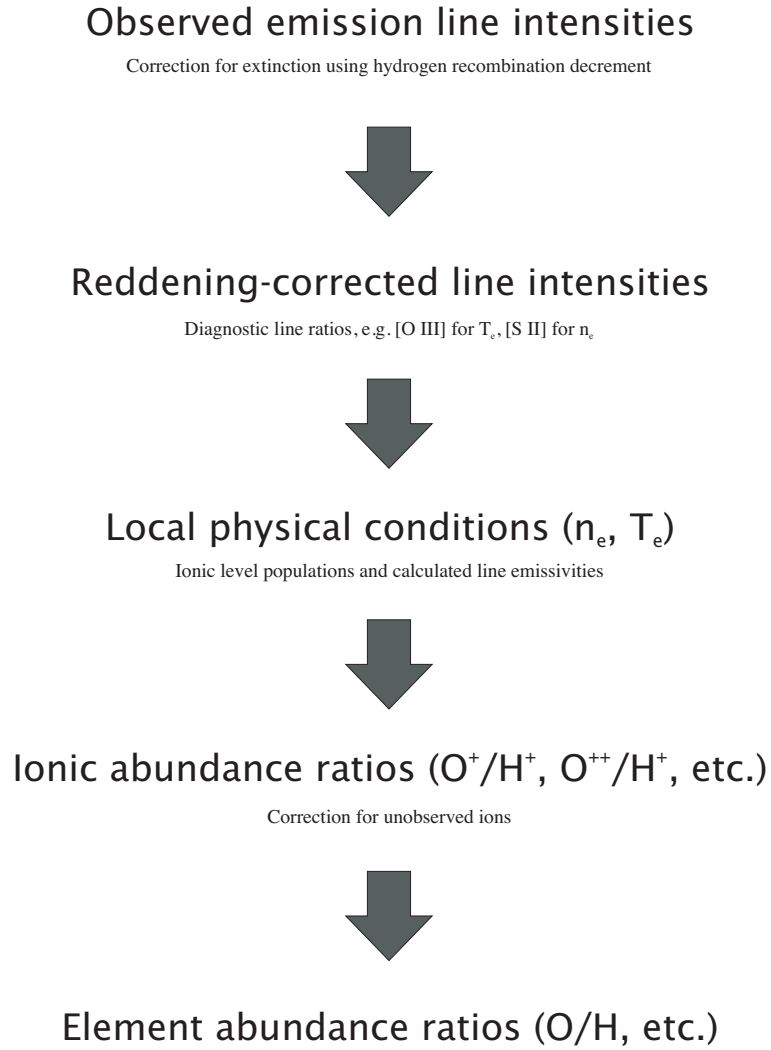 Observed emission line intensities
Correction for extinction using hydrogen recombination decrement
Reddening-corrected line intensities
Diagnostic line ratios, e.g. [O III] for Tₑ, [S II] for nₑ
Local physical conditions (nₑ, Tₑ)
Ionic level populations and calculated line emissivities
Ionic abundance ratios (O⁺/H⁺, O⁺⁺/H⁺, etc.)
Correction for unobserved ions
Element abundance ratios (O/H, etc.)